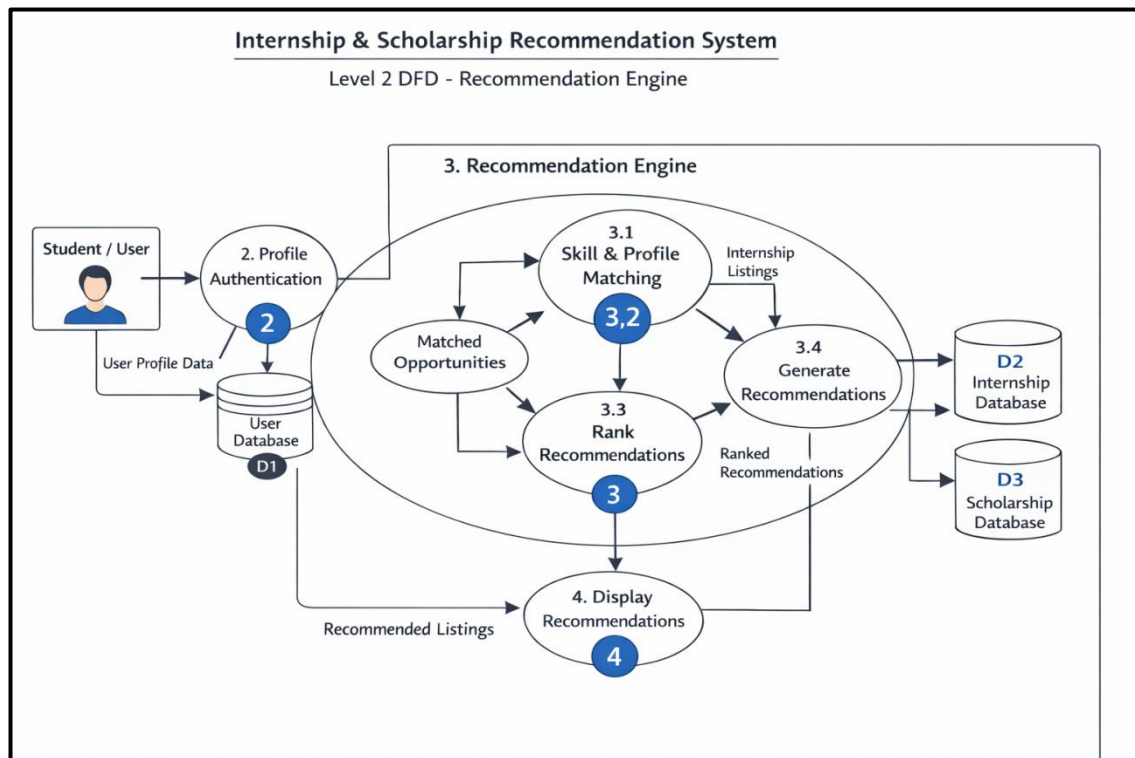 Internship & Scholarship Recommendation System
Level 2 DFD - Recommendation Engine
3. Recommendation Engine
Student / User
2. Profile
Authentication
2
User Profile Data
User
Database
D1
3.1
Skill & Profile
Matching
3,2
Internship
Listings
Matched
Opportunities
3.4
Generate
Recommendations
3.3
Rank
Recommendations
3
Ranked
Recommendations
D2
Internship
Database
D3
Scholarship
Database
4. Display
Recommendations
4
Recommended Listings